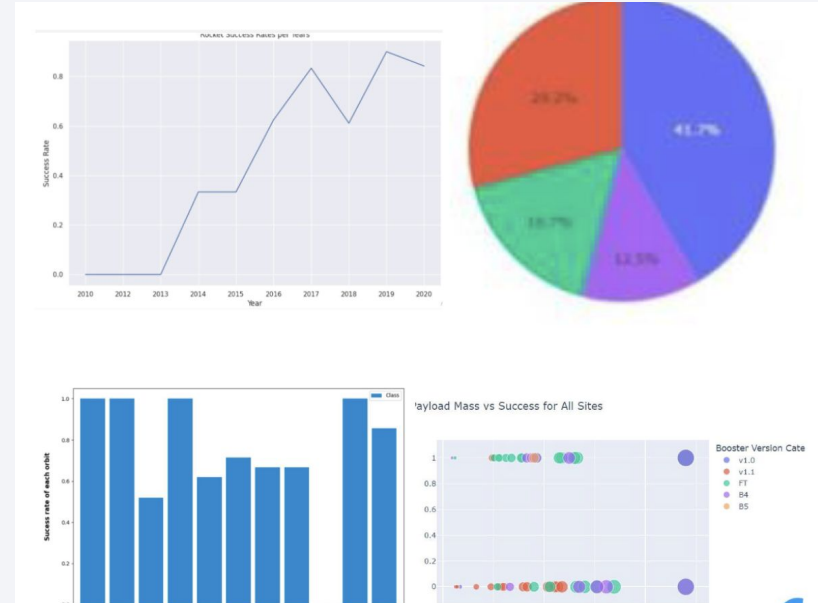 Rocket Success Rates per Years
0.8
0.6
0.4
0.2
0.0
Success Rate
2010 2012 2013 2014 2015 2016 2017 2018 2019 2020
Year
41.7%
29.2%
16.7%
12.5%
Class
1.0
0.8
0.6
0.4
0.2
Sucess rate of each orbit
ayload Mass vs Success for All Sites
1
0.8
0.6
0.4
0.2
0
Booster Version Cate
v1.0
v1.1
FT
B4
B5